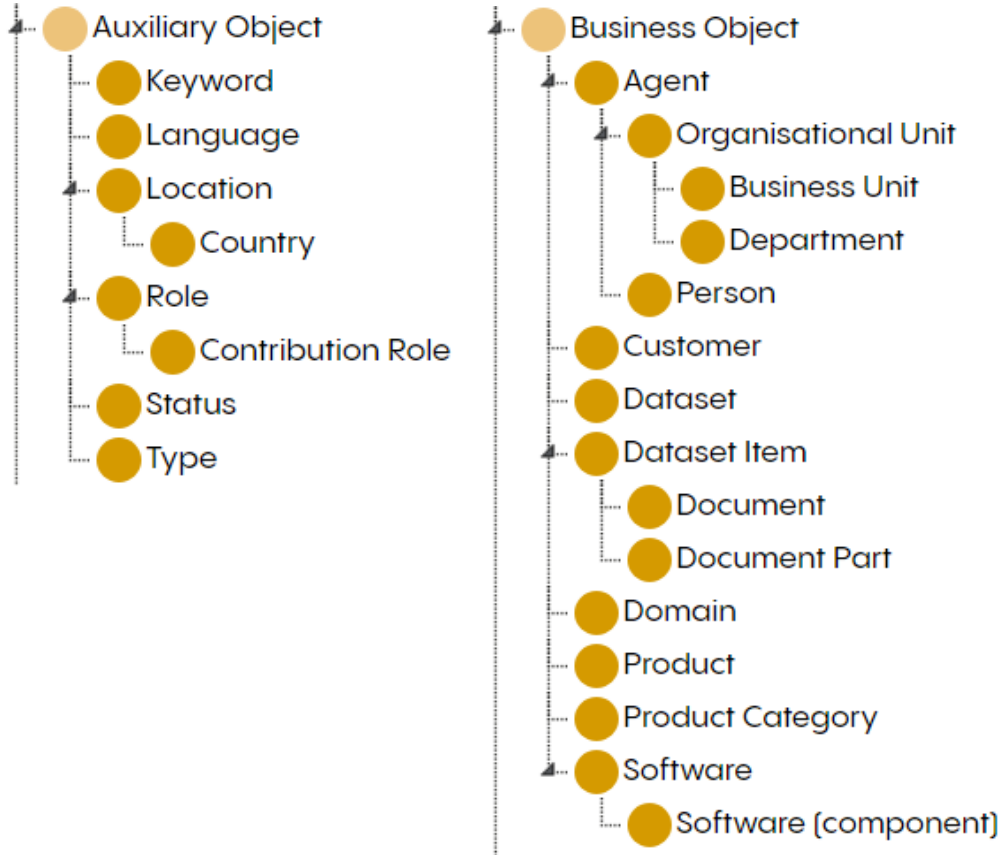 Auxiliary Object
Keyword
Language
Location
Country
Role
Contribution Role
Status
Type
Business Object
Agent
Organisational Unit
Business Unit
Department
Person
Customer
Dataset
Dataset Item
Document
Document Part
Domain
Product
Product Category
Software
Software (component)